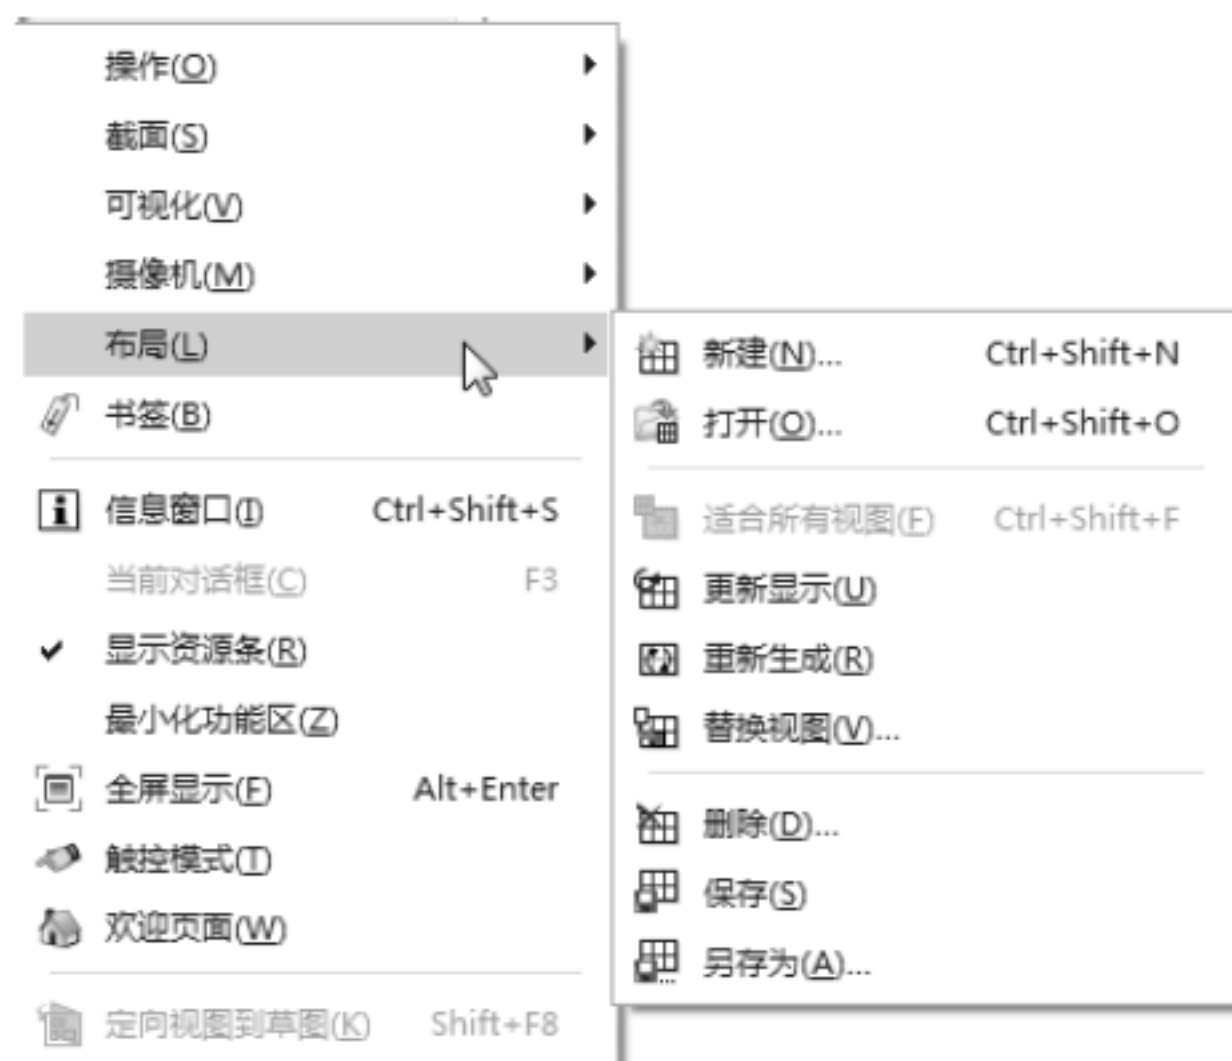 操作(O)
截面(S)
可视化(V)
摄像机(M)
布局(L)
书签(B)
信息窗口(I) Ctrl+Shift+S
当前对话框(C) F3
显示资源条(R)
最小化功能区(Z)
全屏显示(F) Alt+Enter
触控模式(T)
欢迎页面(W)
定向视图到草图(K) Shift+F8
新建(N)... Ctrl+Shift+N
打开(O)... Ctrl+Shift+O
适合所有视图(F) Ctrl+Shift+F
更新显示(U)
重新生成(R)
替换视图(V)...
删除(D)...
保存(S)
另存为(A)...